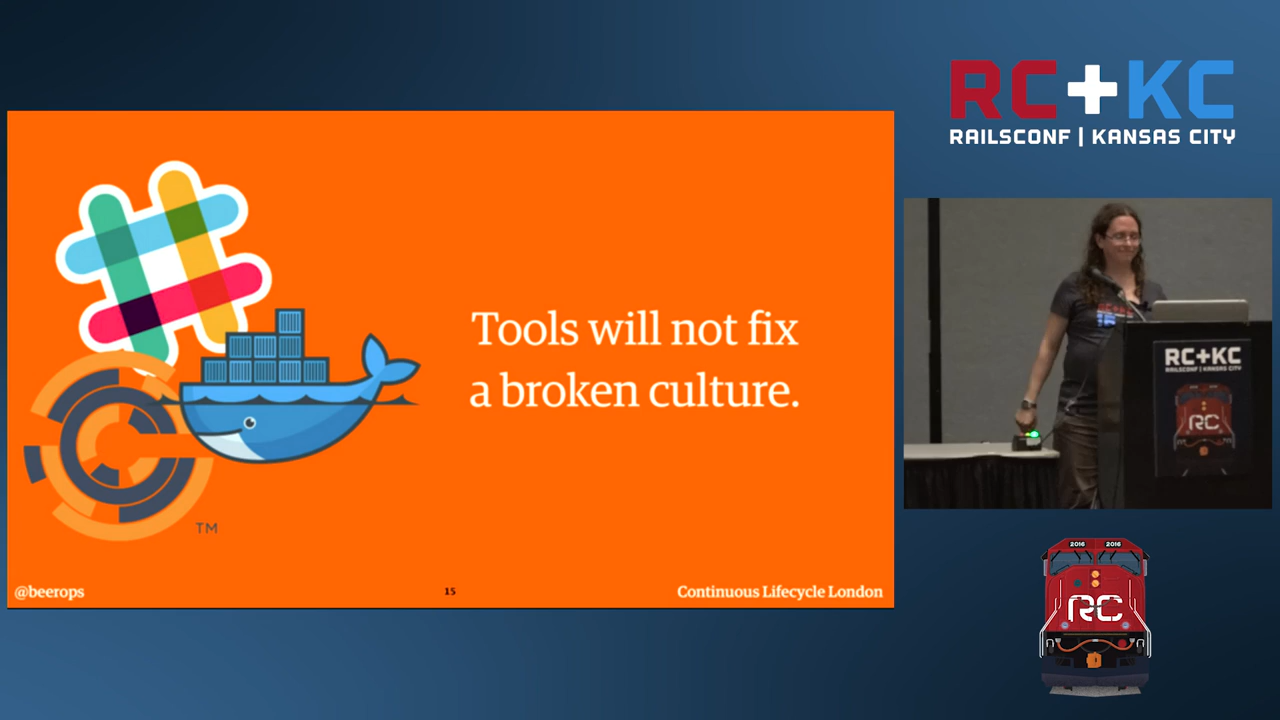 Tools will not fix
a broken culture.
TM
@beerops
15
Continuous Lifecycle London
RC+KC
RAILSCONF | KANSAS CITY
RC+KC
RAILSCONF | KANSAS CITY
RC
2016 2016
RC